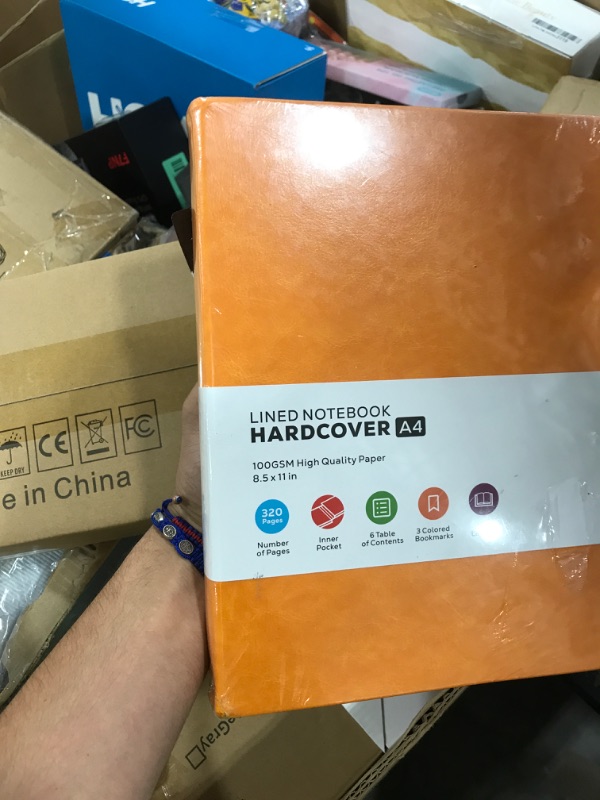 LINED NOTEBOOK
HARDCOVER A4
100GSM High Quality Paper
8.5 x 11 in
320
Pages
Number
of Pages
Inner
Pocket
6 Table
of Contents
3 Colored
Bookmarks
KEEP DRY
CE
FC
e in China